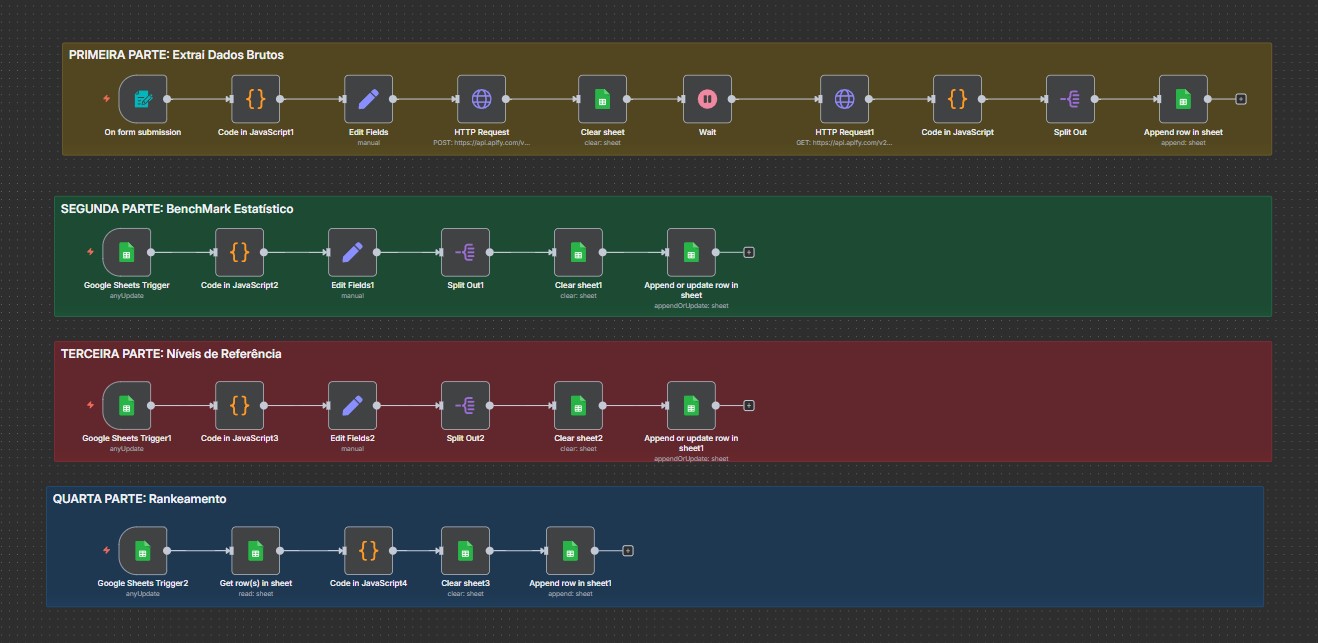 PRIMEIRA PARTE: Extrai Dados Brutos
On form submission
Code in JavaScript1
Edit Fields
manual
HTTP Request
POST: https://api.apify.com/v...
Clear sheet
clear: sheet
Wait
HTTP Request1
GET: https://api.apify.com/v2...
Code in JavaScript
Split Out
Append row in sheet
append: sheet
SEGUNDA PARTE: BenchMark Estatístico
Google Sheets Trigger
anyUpdate
Code in JavaScript2
Edit Fields1
manual
Split Out1
Clear sheet1
clear: sheet
Append or update row in
sheet
appendOrUpdate: sheet
TERCEIRA PARTE: Níveis de Referência
Google Sheets Trigger1
anyUpdate
Code in JavaScript3
Edit Fields2
manual
Split Out2
Clear sheet2
clear: sheet
Append or update row in
sheet1
appendOrUpdate: sheet
QUARTA PARTE: Rankeamento
Google Sheets Trigger2
anyUpdate
Get row(s) in sheet
read: sheet
Code in JavaScript4
Clear sheet3
clear: sheet
Append row in sheet1
append: sheet